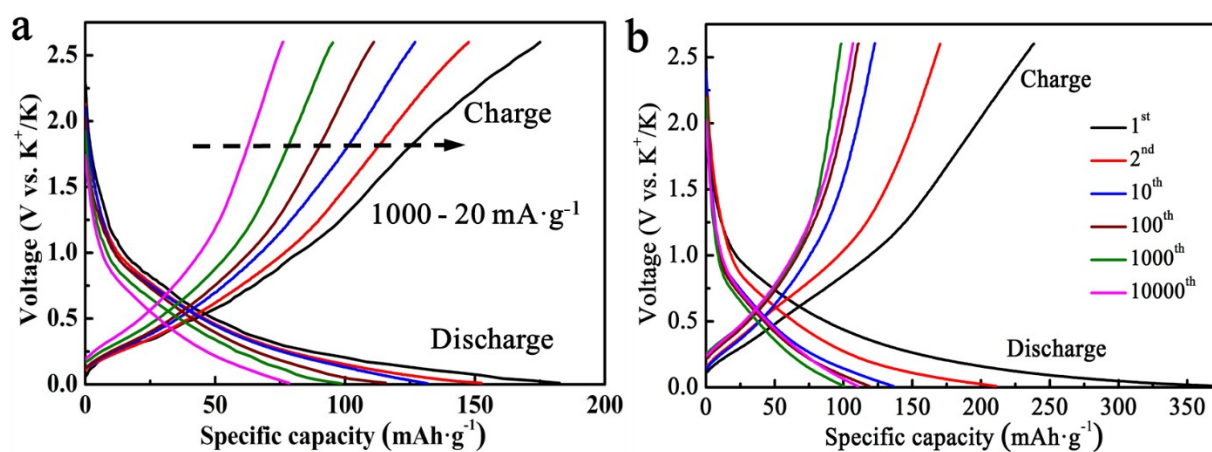 a
Voltage (V vs. K⁺/K)
2.5
2.0
1.5
1.0
0.5
0.0
Charge
1000 - 20 mA·g⁻¹
Discharge
0 50 100 150 200
Specific capacity (mAh·g⁻¹)
b
Voltage (V vs. K⁺/K)
2.5
2.0
1.5
1.0
0.5
0.0
Charge
1ˢᵗ
2ⁿᵈ
10ᵗʰ
100ᵗʰ
1000ᵗʰ
10000ᵗʰ
Discharge
0 50 100 150 200 250 300 350
Specific capacity (mAh·g⁻¹)